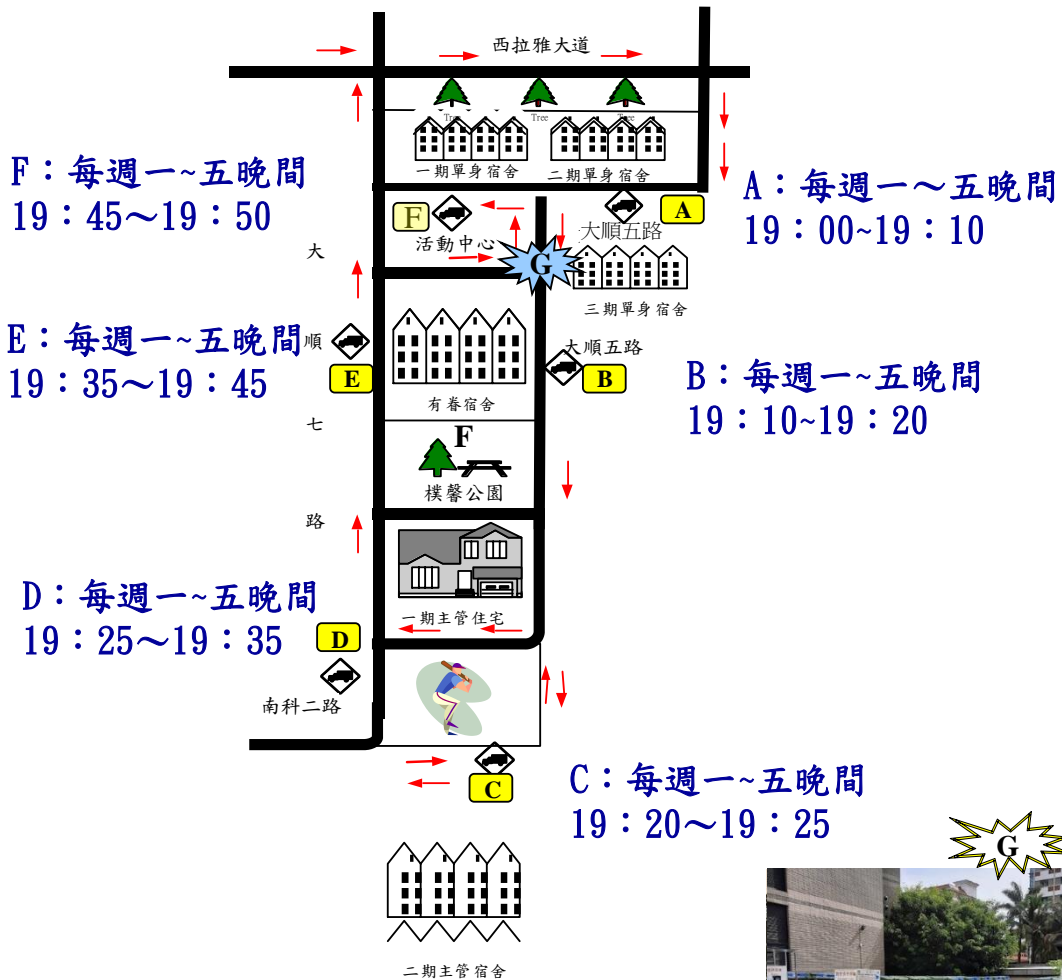 西拉雅大道
Tree
Tree
Tree
一期單身宿舍
二期單身宿舍
F：每週一~五晚間
19：45～19：50
A：每週一～五晚間
19：00~19：10
F
A
活動中心
大順五路
大
G
三期單身宿舍
E：每週一~五晚間
19：35～19：45
順
E
大順五路
B
B：每週一~五晚間
19：10~19：20
有眷宿舍
七
F
樸馨公園
路
D：每週一~五晚間
19：25～19：35
一期主管住宅
D
南科二路
C
C：每週一~五晚間
19：20～19：25
G
二期主管宿舍